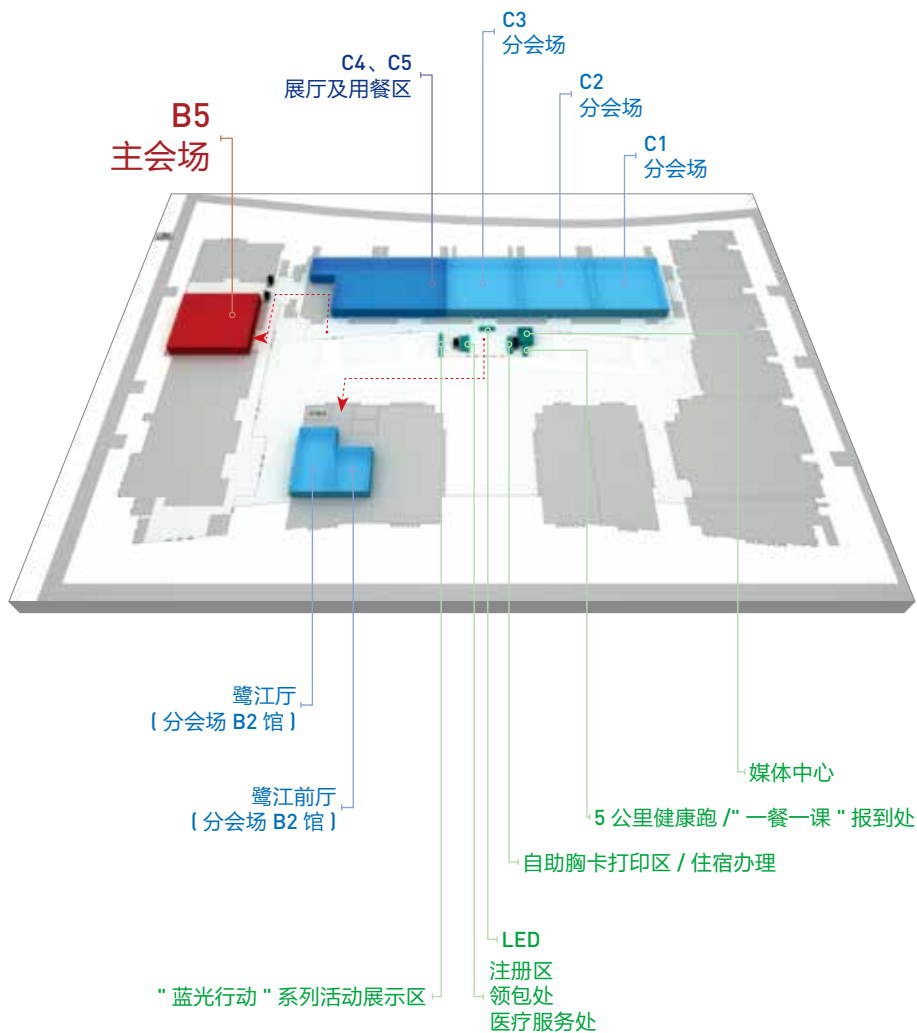 C3
分会场
C4、C5
展厅及用餐区
C2
分会场
B5
主会场
C1
分会场
鹭江厅
（分会场 B2 馆）
媒体中心
鹭江前厅
（分会场 B2 馆）
5 公里健康跑 /" 一餐一课 " 报到处
自助胸卡打印区 / 住宿办理
LED
注册区
" 蓝光行动 " 系列活动展示区
领包处
医疗服务处